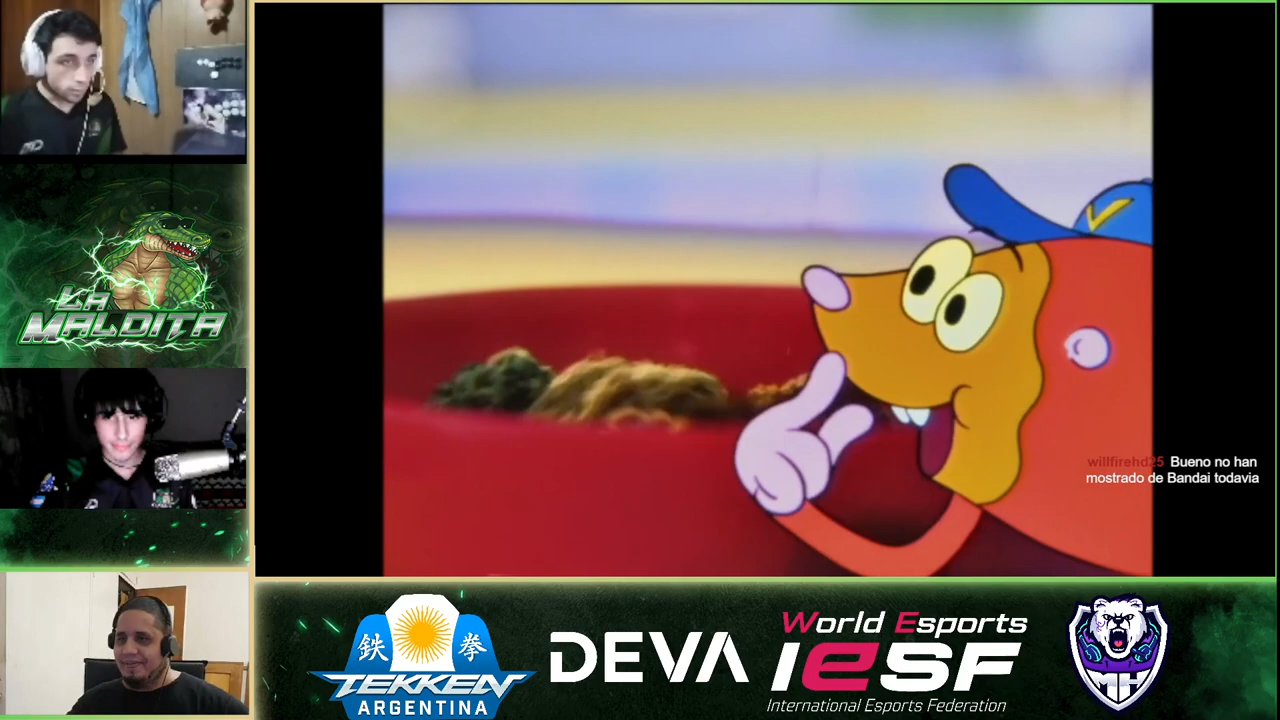 LA
MALDITA
willfirehd25 Bueno no han
mostrado de Bandai todavia
鉄 拳
TEKKEN
ARGENTINA
DEVA
World Esports
IESF
International Esports Federation
MH